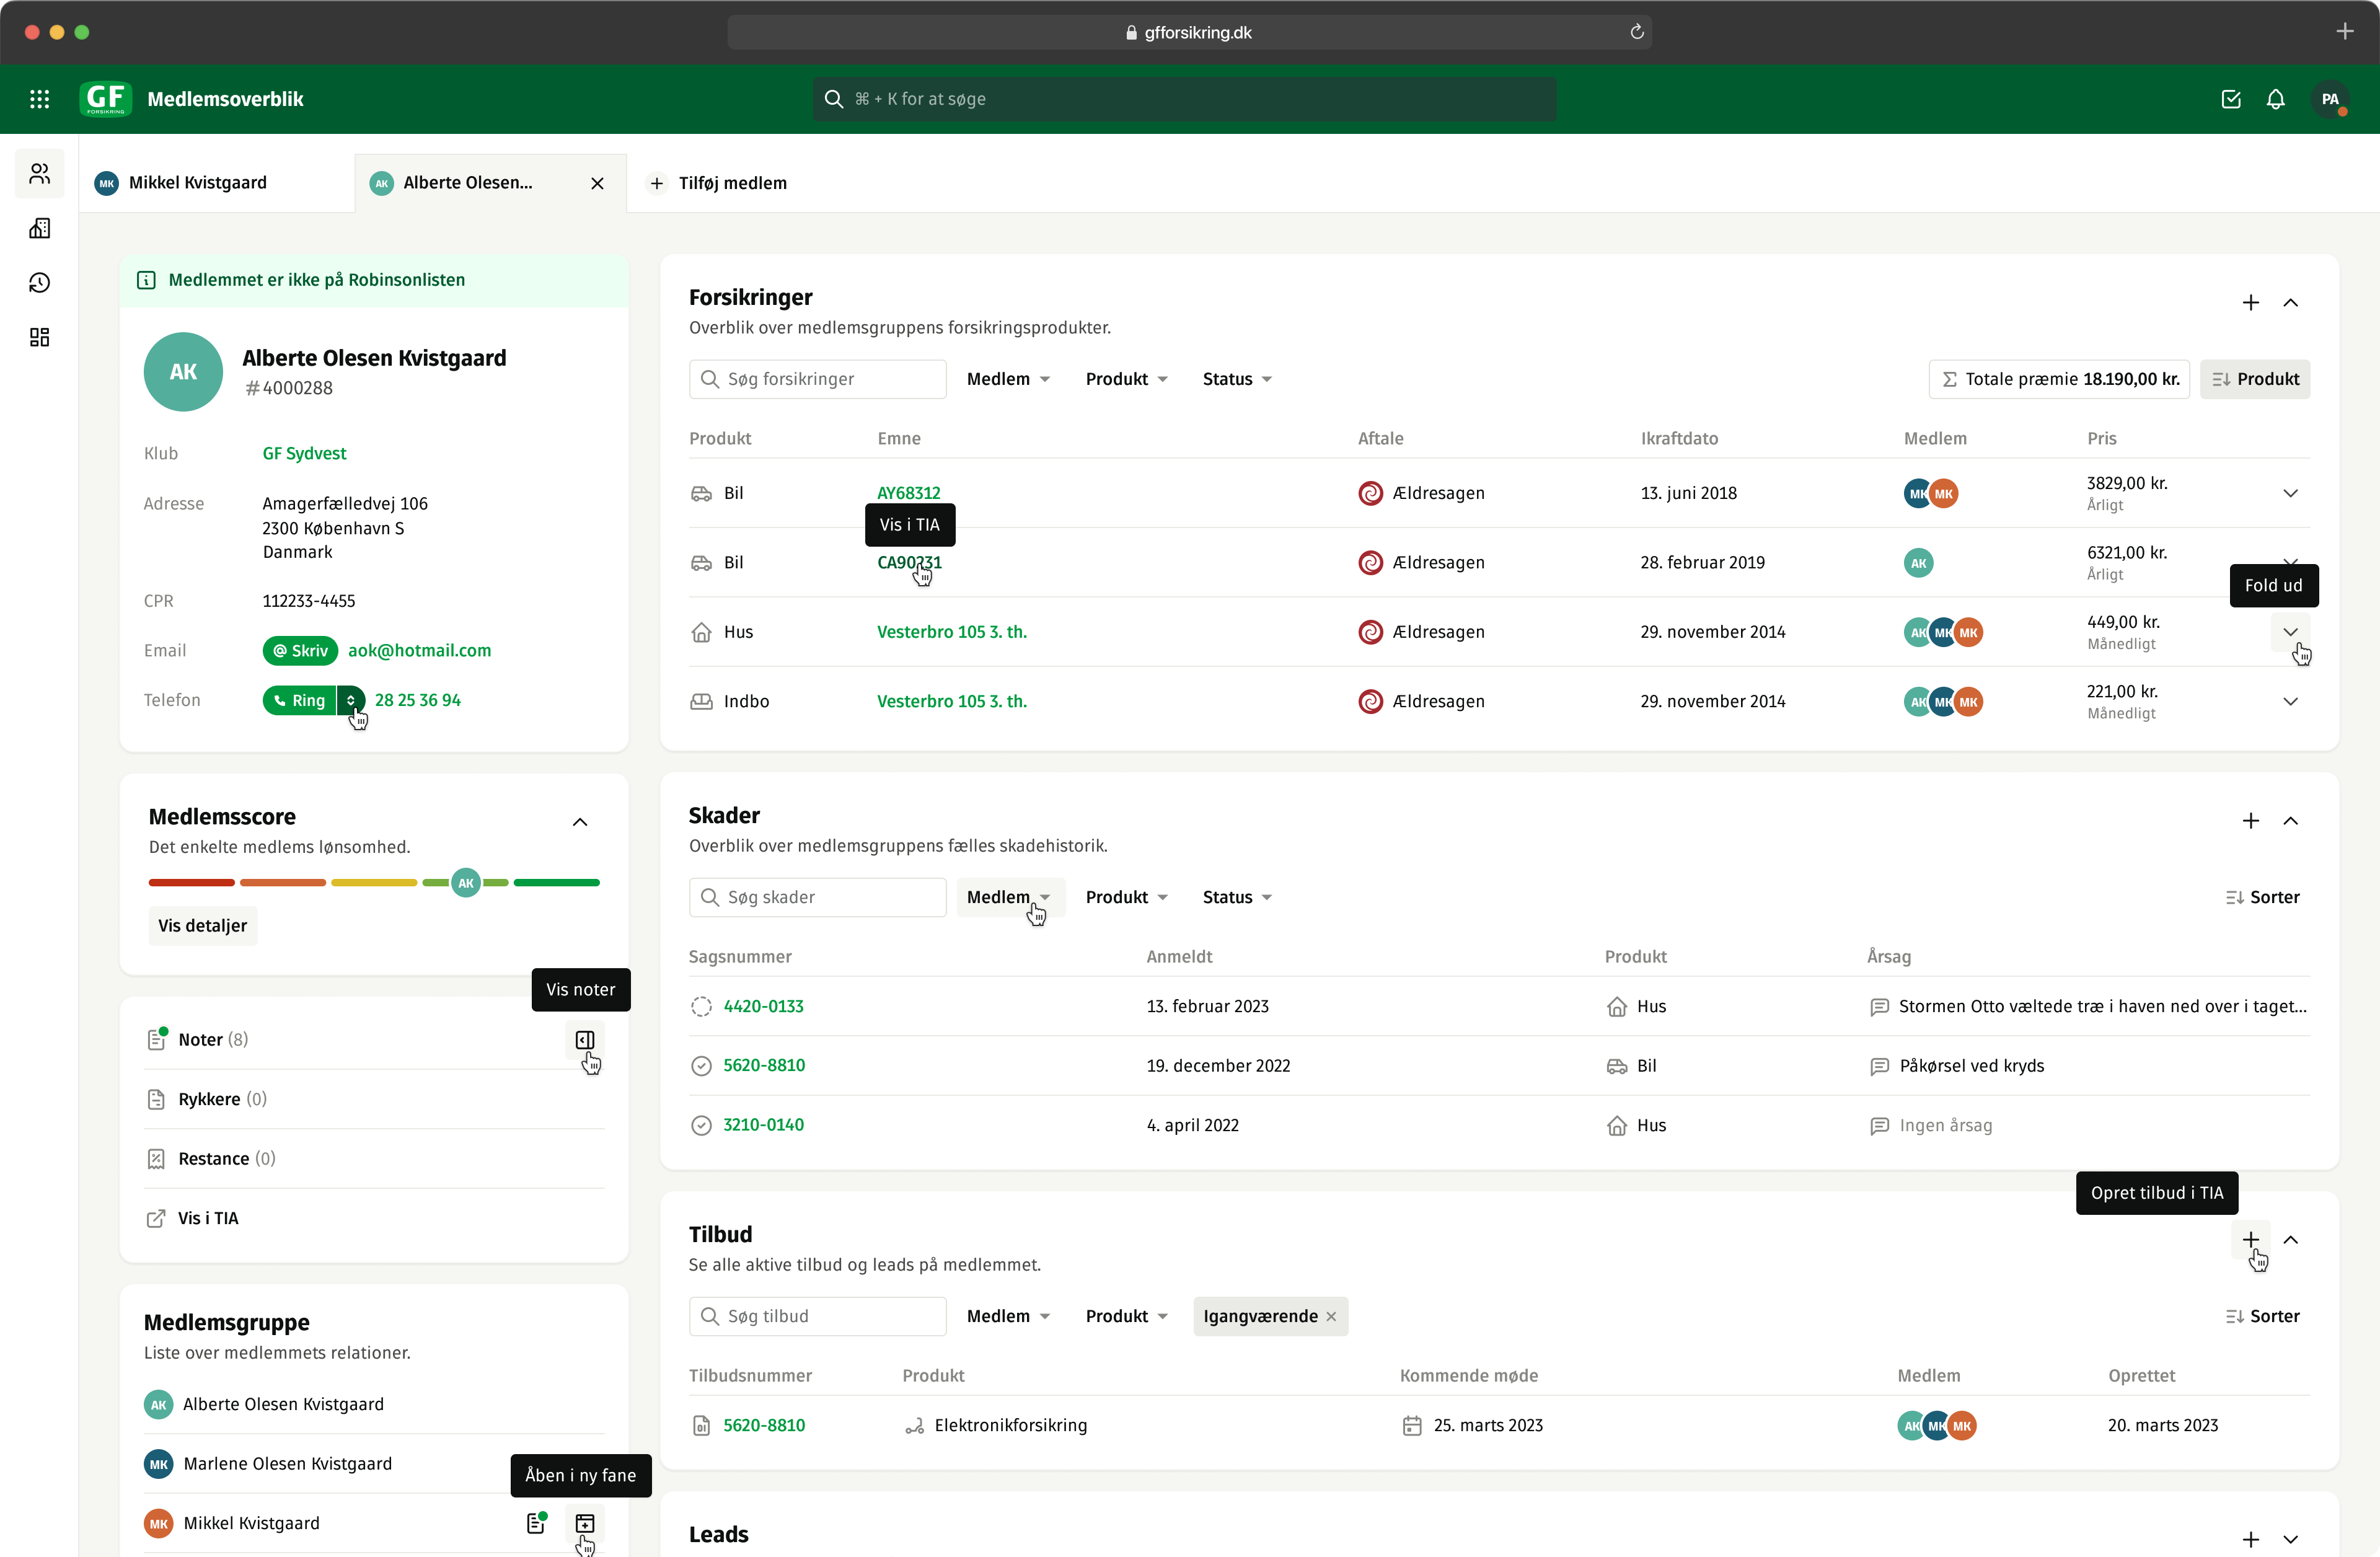 gfforsikring.dk
GF
FORSIKRING
Medlemsoverblik
⌘ + K for at søge
PA
MK Mikkel Kvistgaard
AK Alberte Olesen...
Tilføj medlem
Medlemmet er ikke på Robinsonlisten
AK
Alberte Olesen Kvistgaard
#4000288
Klub GF Sydvest
Adresse Amagerfælledvej 106
2300 København S
Danmark
CPR 112233-4455
Email @ Skriv aok@hotmail.com
Telefon Ring 28 25 36 94
Medlemsscore
Det enkelte medlems lønsomhed.
AK
Vis detaljer
Vis noter
Noter (8)
Rykkere (0)
Restance (0)
Vis i TIA
Medlemsgruppe
Liste over medlemmets relationer.
AK Alberte Olesen Kvistgaard
MK Marlene Olesen Kvistgaard
Åben i ny fane
MK Mikkel Kvistgaard
Forsikringer
Overblik over medlemsgruppens forsikringsprodukter.
Søg forsikringer Medlem Produkt Status Σ Totale præmie 18.190,00 kr. Produkt
Produkt Emne Aftale Ikraftdato Medlem Pris
Bil AY68312 Ældresagen 13. juni 2018 MK MK 3829,00 kr.
Årligt
Vis i TIA
Bil CA90231 Ældresagen 28. februar 2019 AK 6321,00 kr.
Årligt
Fold ud
Hus Vesterbro 105 3. th. Ældresagen 29. november 2014 AK MK MK 449,00 kr.
Månedligt
Indbo Vesterbro 105 3. th. Ældresagen 29. november 2014 AK MK MK 221,00 kr.
Månedligt
Skader
Overblik over medlemsgruppens fælles skadehistorik.
Søg skader Medlem Produkt Status Sorter
Sagsnummer Anmeldt Produkt Årsag
4420-0133 13. februar 2023 Hus Stormen Otto væltede træ i haven ned over i taget...
5620-8810 19. december 2022 Bil Påkørsel ved kryds
3210-0140 4. april 2022 Hus Ingen årsag
Opret tilbud i TIA
Tilbud
Se alle aktive tilbud og leads på medlemmet.
Søg tilbud Medlem Produkt Igangværende Sorter
Tilbudsnummer Produkt Kommende møde Medlem Oprettet
5620-8810 Elektronikforsikring 25. marts 2023 AK MK MK 20. marts 2023
Leads